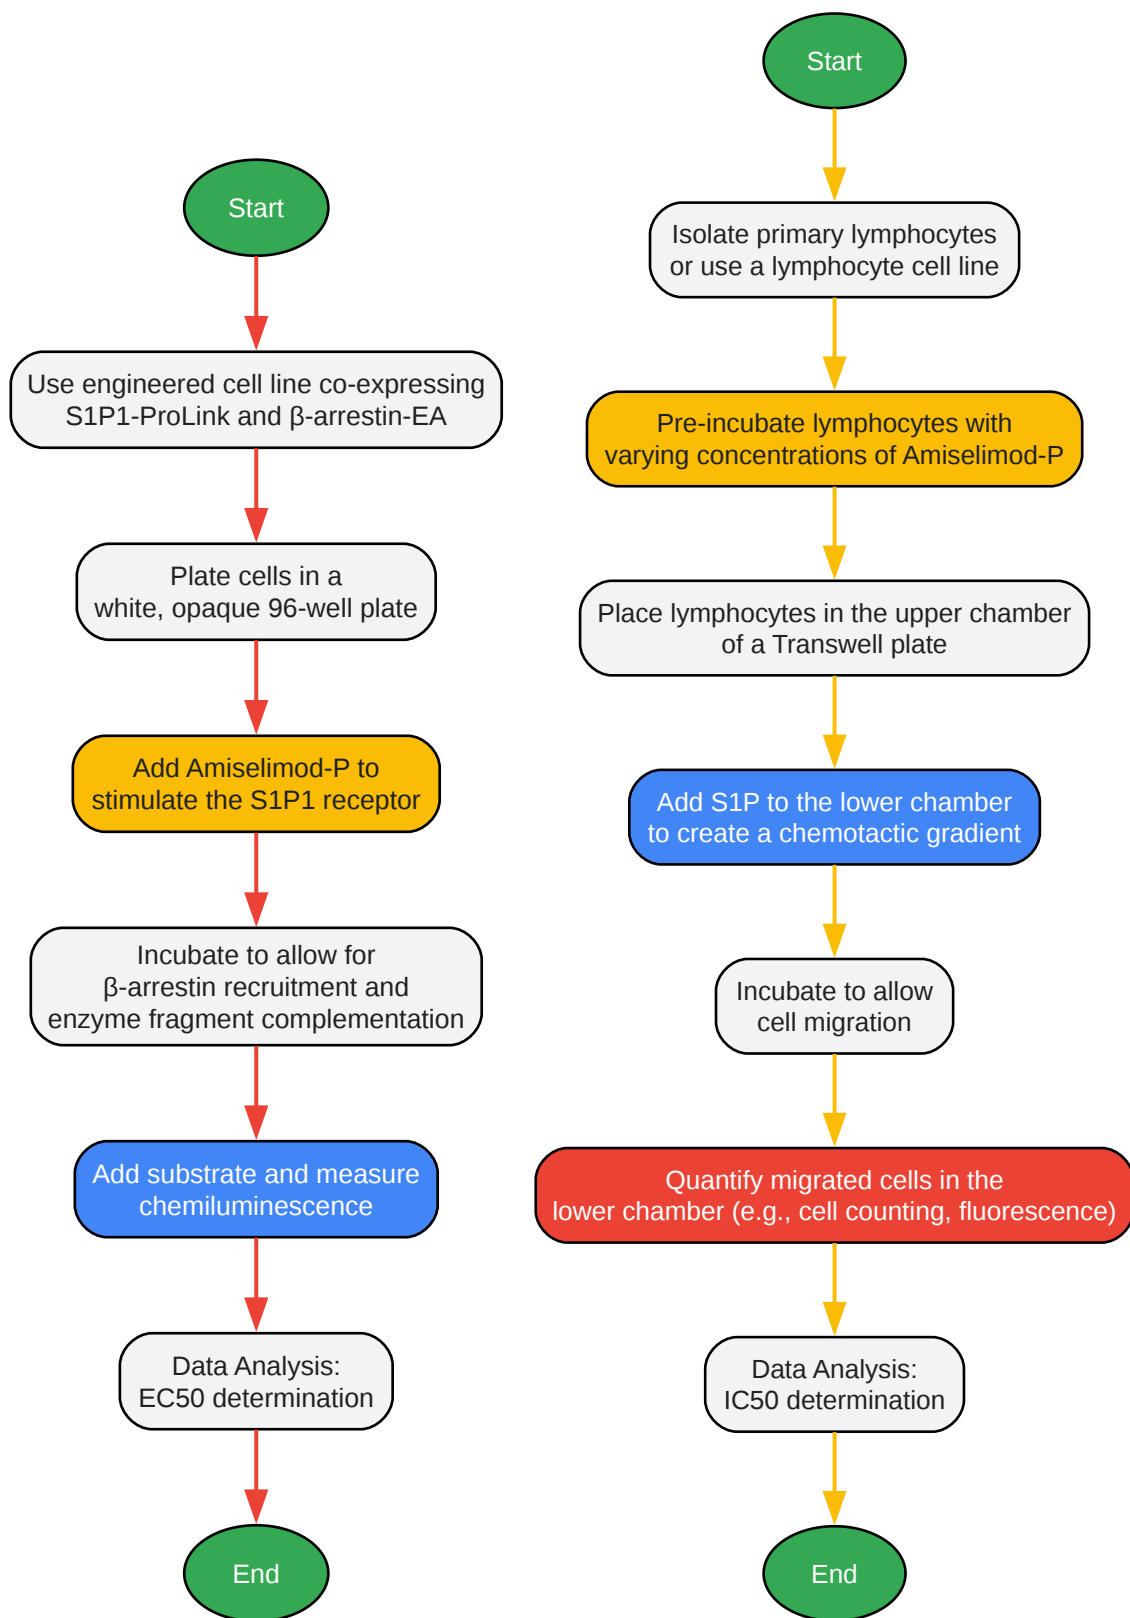 Start
Use engineered cell line co-expressing
S1P1-ProLink and β-arrestin-EA
Plate cells in a
white, opaque 96-well plate
Add Amiselimod-P to
stimulate the S1P1 receptor
Incubate to allow for
β-arrestin recruitment and
enzyme fragment complementation
Add substrate and measure
chemiluminescence
Data Analysis:
EC50 determination
End
Start
Isolate primary lymphocytes
or use a lymphocyte cell line
Pre-incubate lymphocytes with
varying concentrations of Amiselimod-P
Place lymphocytes in the upper chamber
of a Transwell plate
Add S1P to the lower chamber
to create a chemotactic gradient
Incubate to allow
cell migration
Quantify migrated cells in the
lower chamber (e.g., cell counting, fluorescence)
Data Analysis:
IC50 determination
End